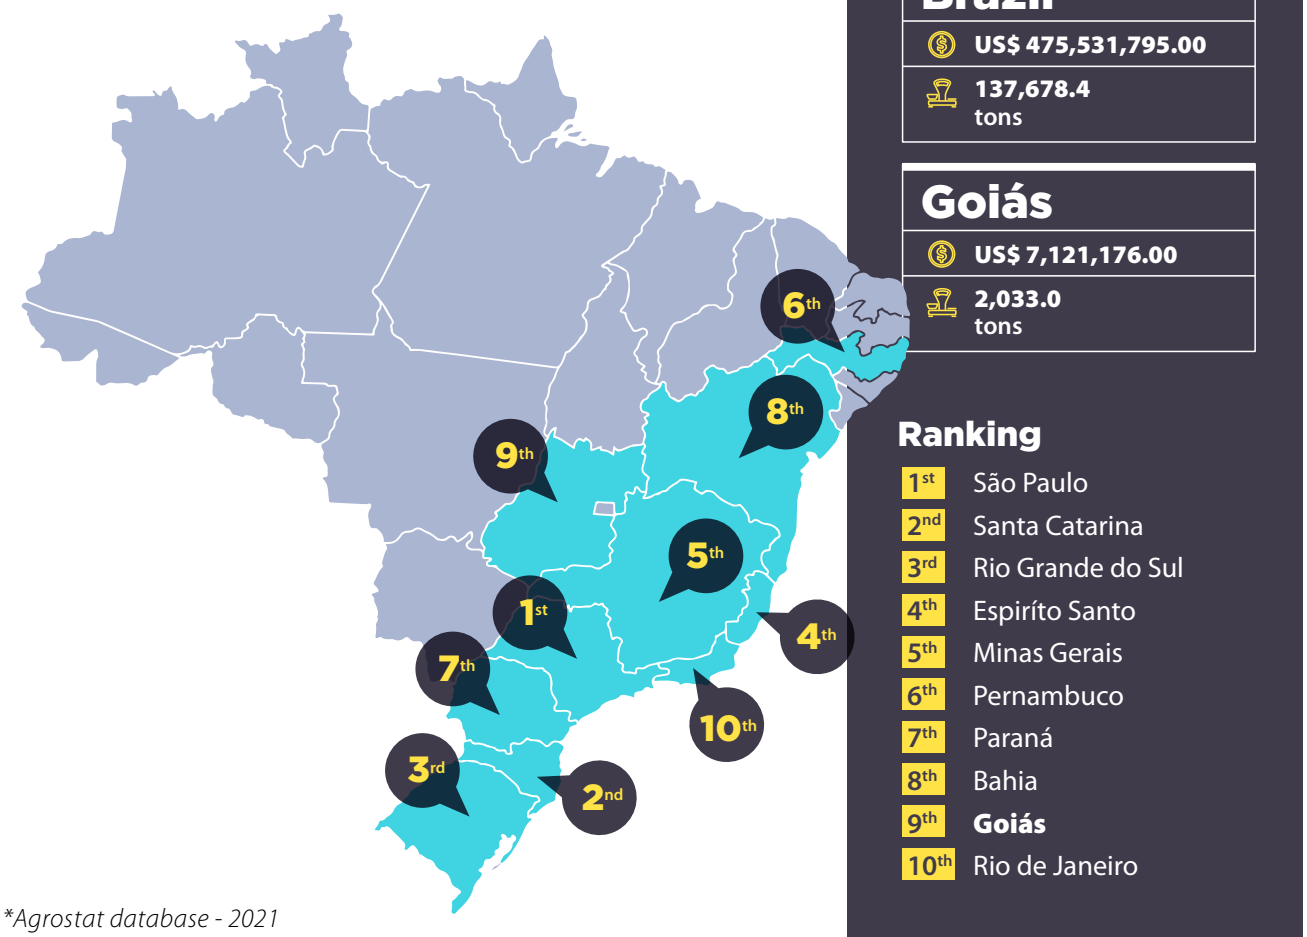 Brazil
US$ 475,531,795.00
137,678.4
tons
Goiás
US$ 7,121,176.00
2,033.0
tons
6th
8th
9th
5th
1st
4th
7th
10th
3rd
2nd
Ranking
1st São Paulo
2nd Santa Catarina
3rd Rio Grande do Sul
4th Espiríto Santo
5th Minas Gerais
6th Pernambuco
7th Paraná
8th Bahia
9th Goiás
10th Rio de Janeiro
*Agrostat database - 2021